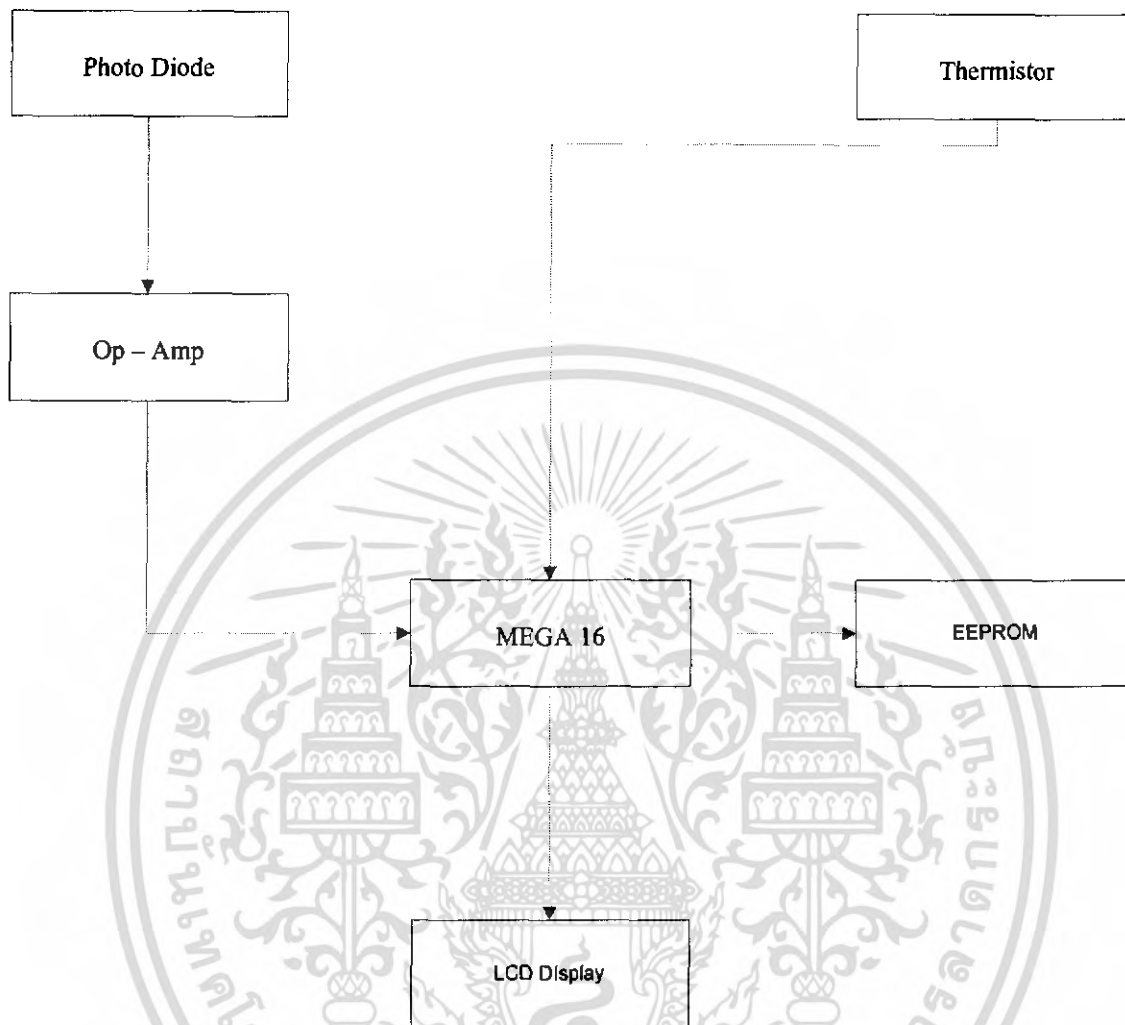 Photo Diode
Thermistor
Op – Amp
MEGA 16
EEPROM
LCD Display